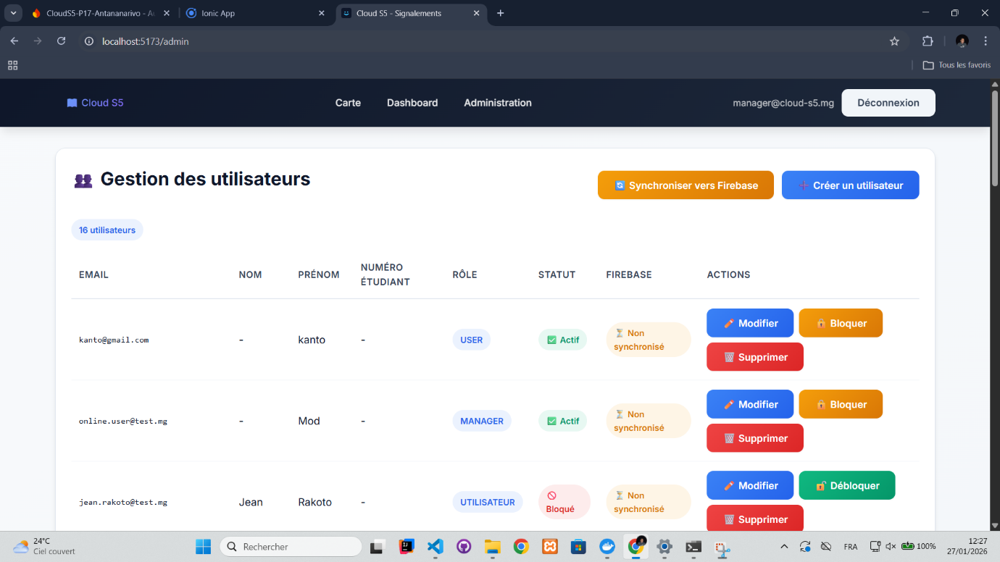 CloudS5-P17-Antananarivo - Au
Ionic App
Cloud S5 - Signalements
localhost:5173/admin
Tous les favoris
Cloud S5
Carte
Dashboard
Administration
manager@cloud-s5.mg
Déconnexion
Gestion des utilisateurs
Synchroniser vers Firebase
Créer un utilisateur
16 utilisateurs
EMAIL
NOM
PRÉNOM
NUMÉRO
ÉTUDIANT
RÔLE
STATUT
FIREBASE
ACTIONS
kanto@gmail.com
-
kanto
-
USER
Actif
Non
synchronisé
Modifier
Bloquer
Supprimer
online.user@test.mg
-
Mod
-
MANAGER
Actif
Non
synchronisé
Modifier
Bloquer
Supprimer
jean.rakoto@test.mg
Jean
Rakoto
-
UTILISATEUR
Bloqué
Non
synchronisé
Modifier
Débloquer
Supprimer
24°C
Ciel couvert
Rechercher
FRA
100%
12:27
27/01/2026